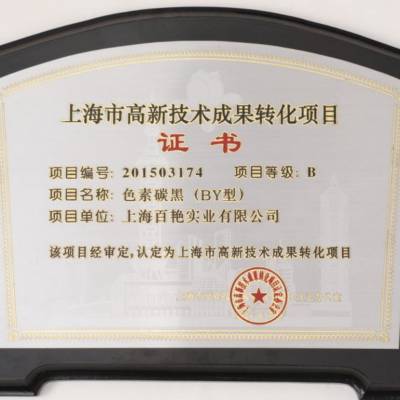 上海市高新技术成果转化项目
证书
项目编号: 201503174 项目等级: B
项目名称: 色素碳黑 (BY型)
项目单位: 上海百艳实业有限公司
该项目经审定,认定为上海市高新技术成果转化项目